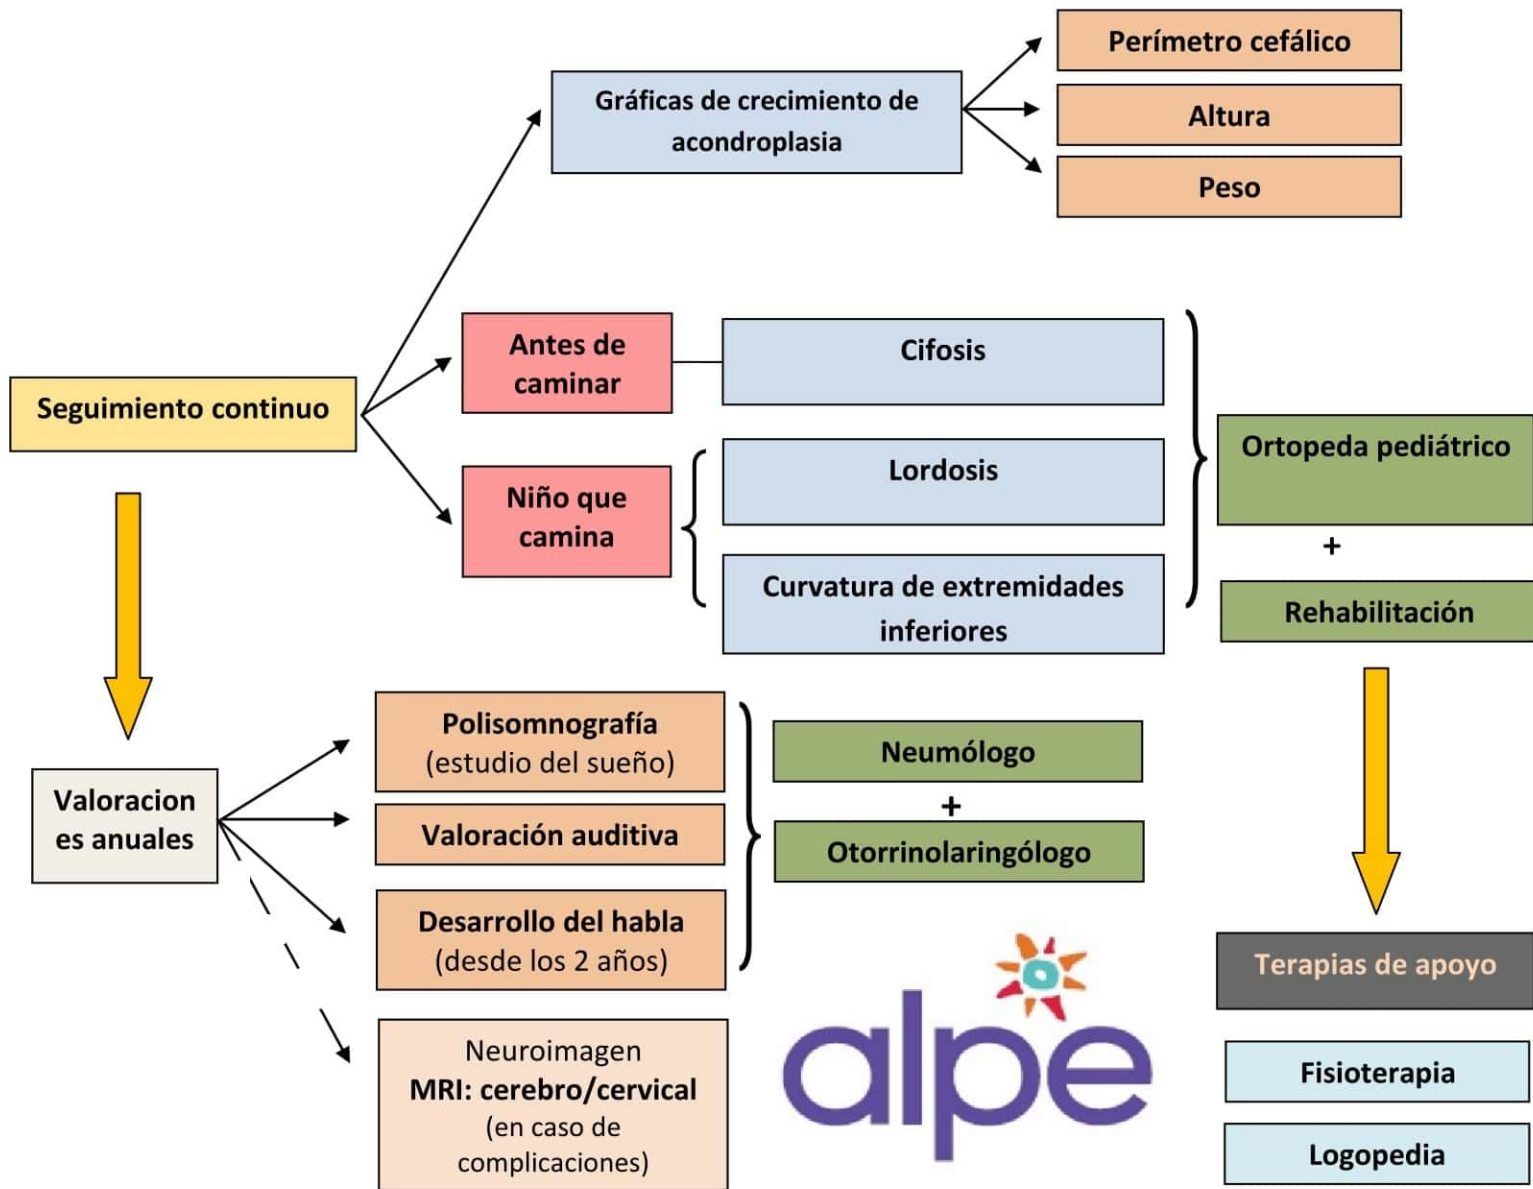 Perímetro cefálico
Gráficas de crecimiento de
acondroplasia
Altura
Peso
Antes de
caminar
Cifosis
Seguimiento continuo
Ortopeda pediátrico
Lordosis
Niño que
camina
+
Curvatura de extremidades
inferiores
Rehabilitación
Polisomnografía
(estudio del sueño)
Neumólogo
Valoracion
es anuales
+
Valoración auditiva
Otorrinolaringólogo
Desarrollo del habla
(desde los 2 años)
Terapias de apoyo
alpe
Neuroimagen
MRI: cerebro/cervical
(en caso de
complicaciones)
Fisioterapia
Logopedia